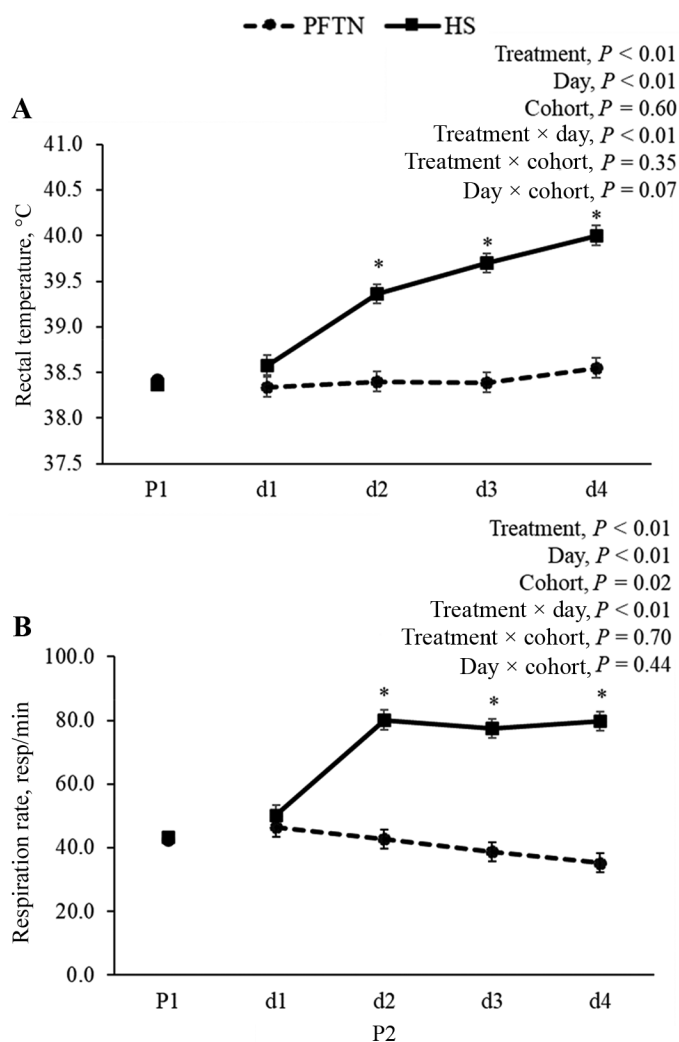 PFTN HS
Treatment, P < 0.01
Day, P < 0.01
A
Cohort, P = 0.60
Treatment × day, P < 0.01
Treatment × cohort, P = 0.35
Day × cohort, P = 0.07
41.0
40.5
40.0
39.5
39.0
38.5
38.0
37.5
Rectal temperature, °C
* * *
P1 d1 d2 d3 d4
Treatment, P < 0.01
Day, P < 0.01
Cohort, P = 0.02
Treatment × day, P < 0.01
B
Treatment × cohort, P = 0.70
Day × cohort, P = 0.44
100.0
80.0
60.0
40.0
20.0
0.0
Respiration rate, resp/min
* * *
P1 d1 d2 d3 d4
P2